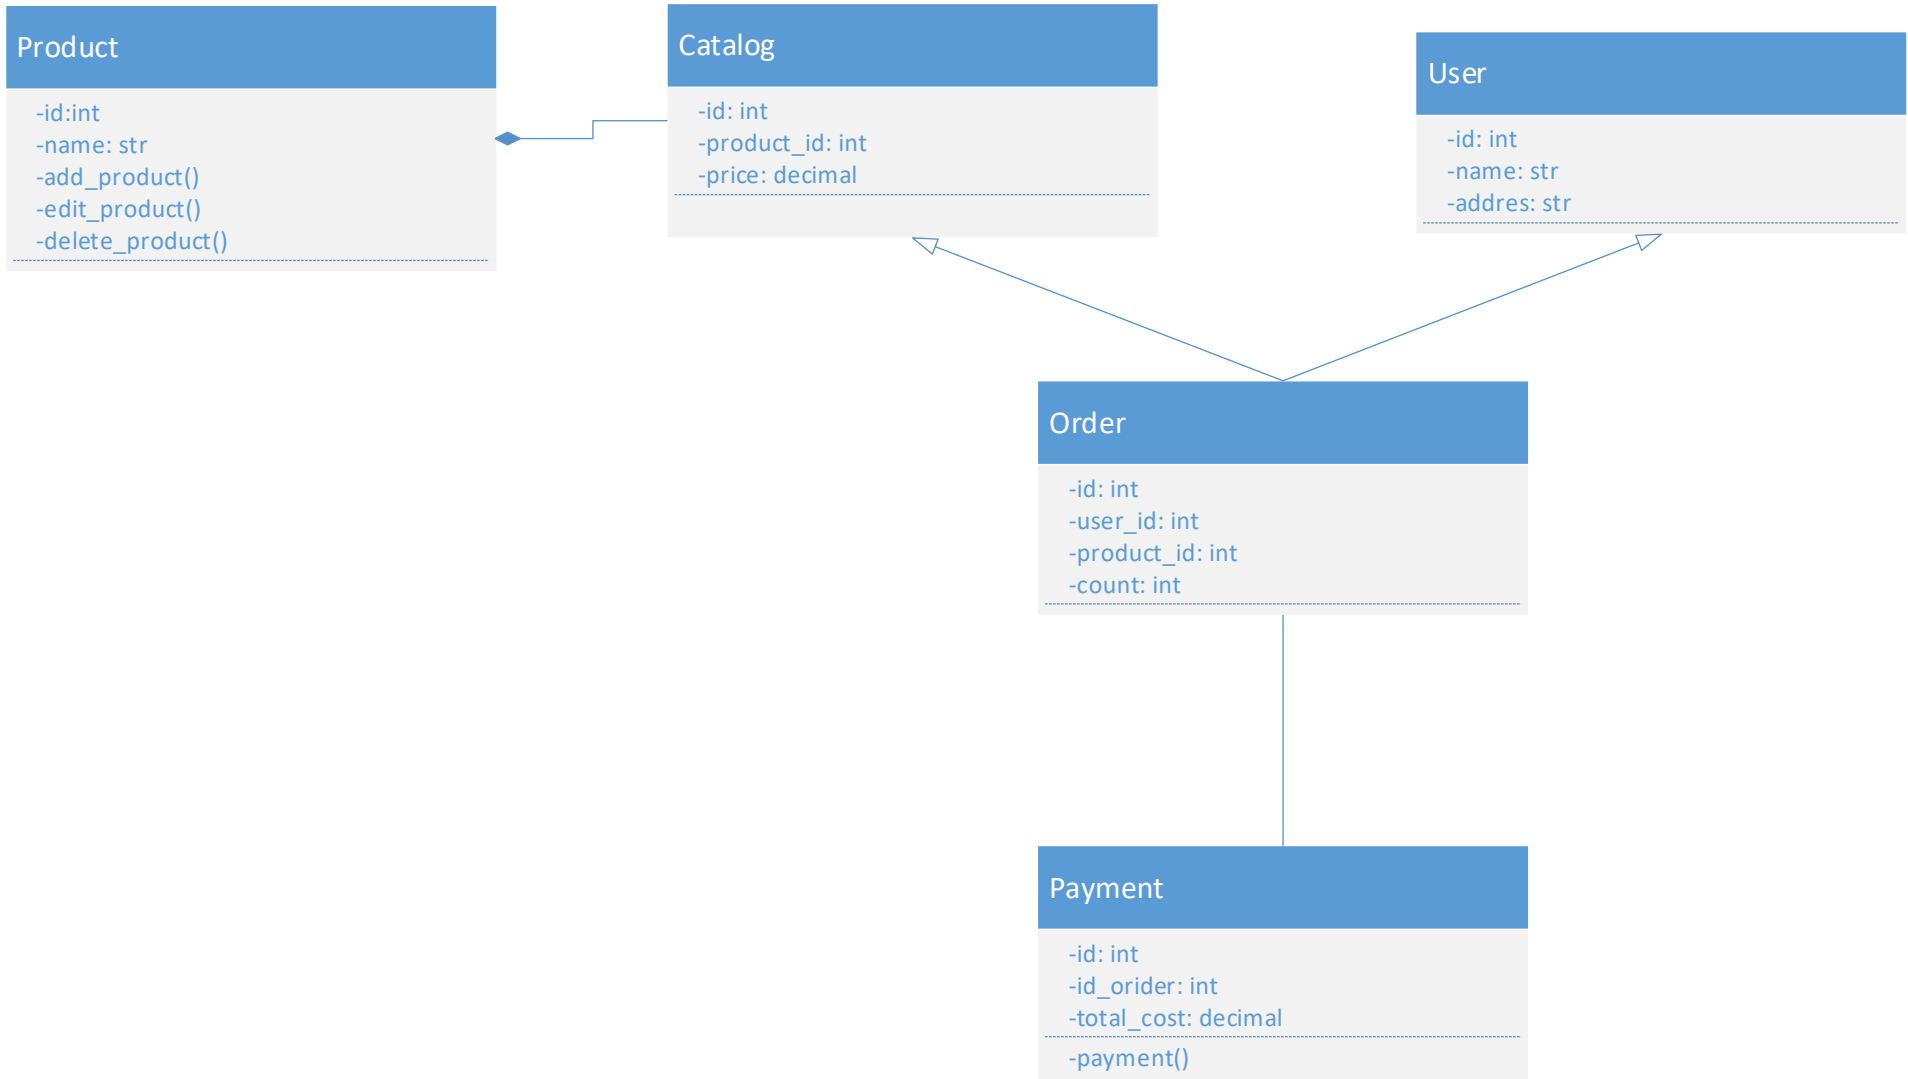 Product
-id:int
-name: str
-add_product()
-edit_product()
-delete_product()
Catalog
-id: int
-product_id: int
-price: decimal
User
-id: int
-name: str
-addres: str
Order
-id: int
-user_id: int
-product_id: int
-count: int
Payment
-id: int
-id_orider: int
-total_cost: decimal
-payment()